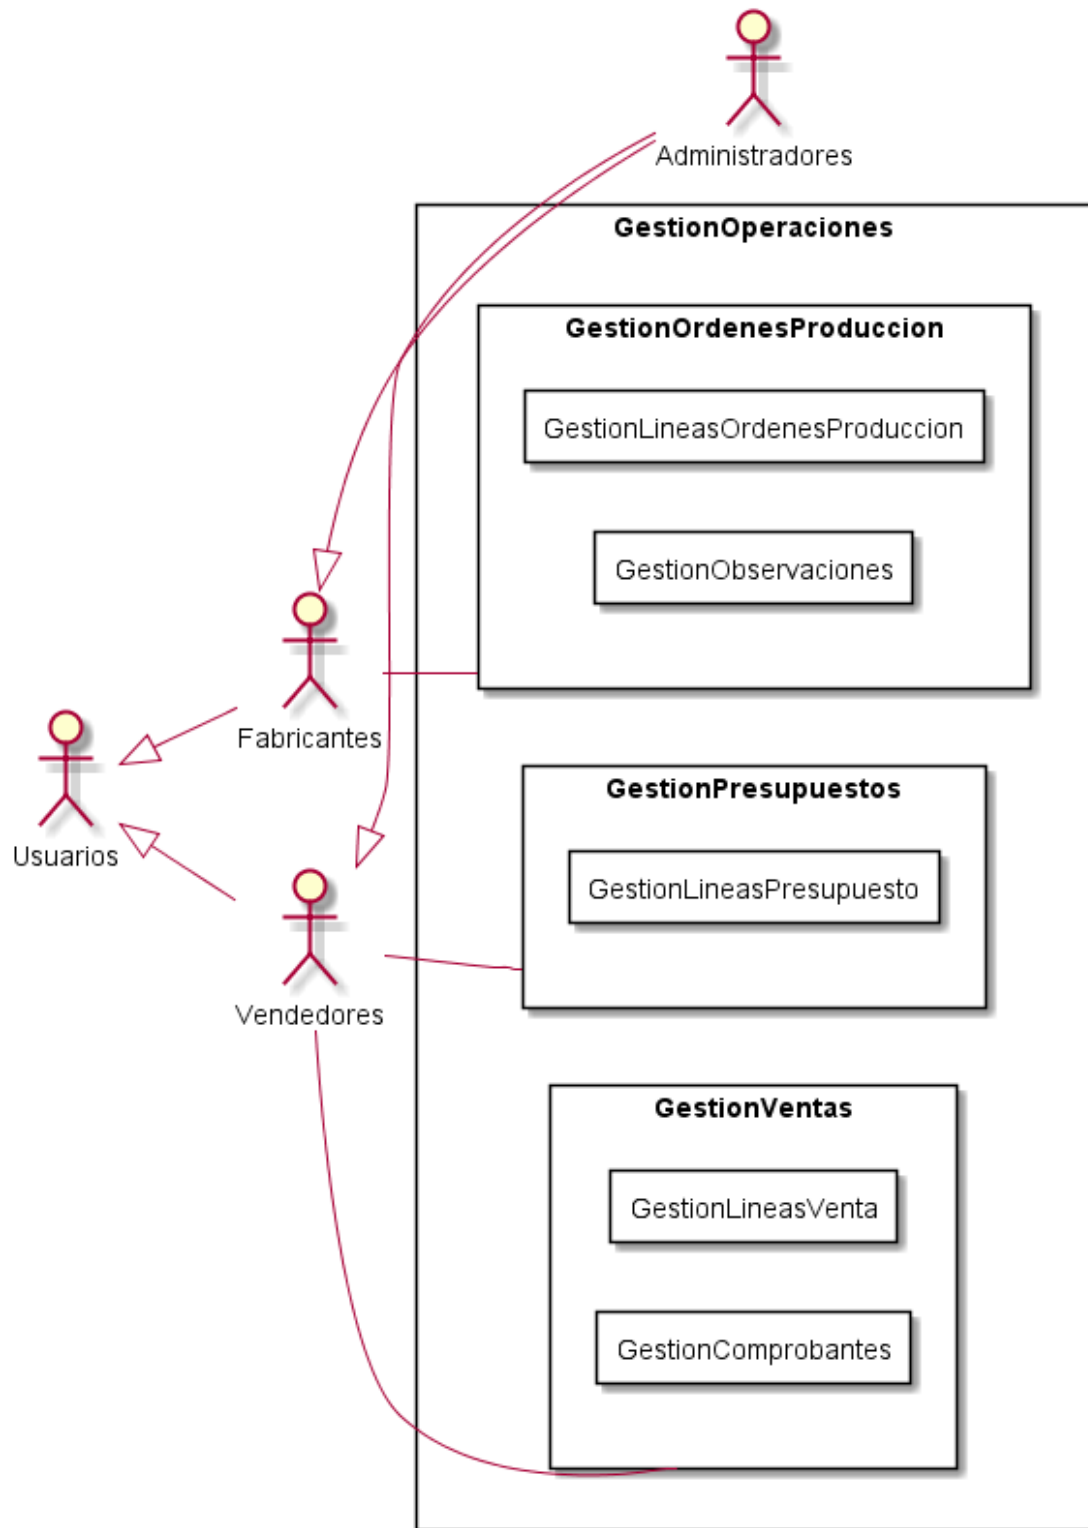 Administradores
GestionOperaciones
GestionOrdenesProduccion
GestionLineasOrdenesProduccion
GestionObservaciones
Fabricantes
Usuarios
GestionPresupuestos
GestionLineasPresupuesto
Vendedores
GestionVentas
GestionLineasVenta
GestionComprobantes